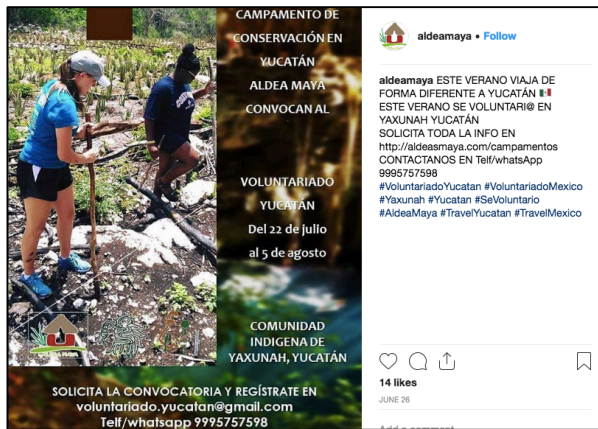 CAMPAMENTO DE
CONSERVACIÓN EN
YUCATÁN
ALDEA MAYA
CONVOCAN AL
VOLUNTARIADO
YUCATÁN
Del 22 de julio
al 5 de agosto
COMUNIDAD
INDIGENA DE
YAXUNAH, YUCATÁN
SOLICITA LA CONVOCATORIA Y REGÍSTRATE EN
voluntariado.yucatan@gmail.com
Telf/whatsapp 9995757598
aldeamaya • Follow
aldeamaya ESTE VERANO VIAJA DE
FORMA DIFERENTE A YUCATÁN 🇲🇽
ESTE VERANO SE VOLUNTARI@ EN
YAXUNAH YUCATÁN
SOLICITA TODA LA INFO EN
http://aldeasmaya.com/campamentos
CONTACTANOS EN Telf/whatsApp
9995757598
#VoluntariadoYucatan #VoluntariadoMexico
#Yaxunah #Yucatan #SeVoluntario
#AldeaMaya #TravelYucatan #TravelMexico
14 likes
JUNE 26
Add a comment